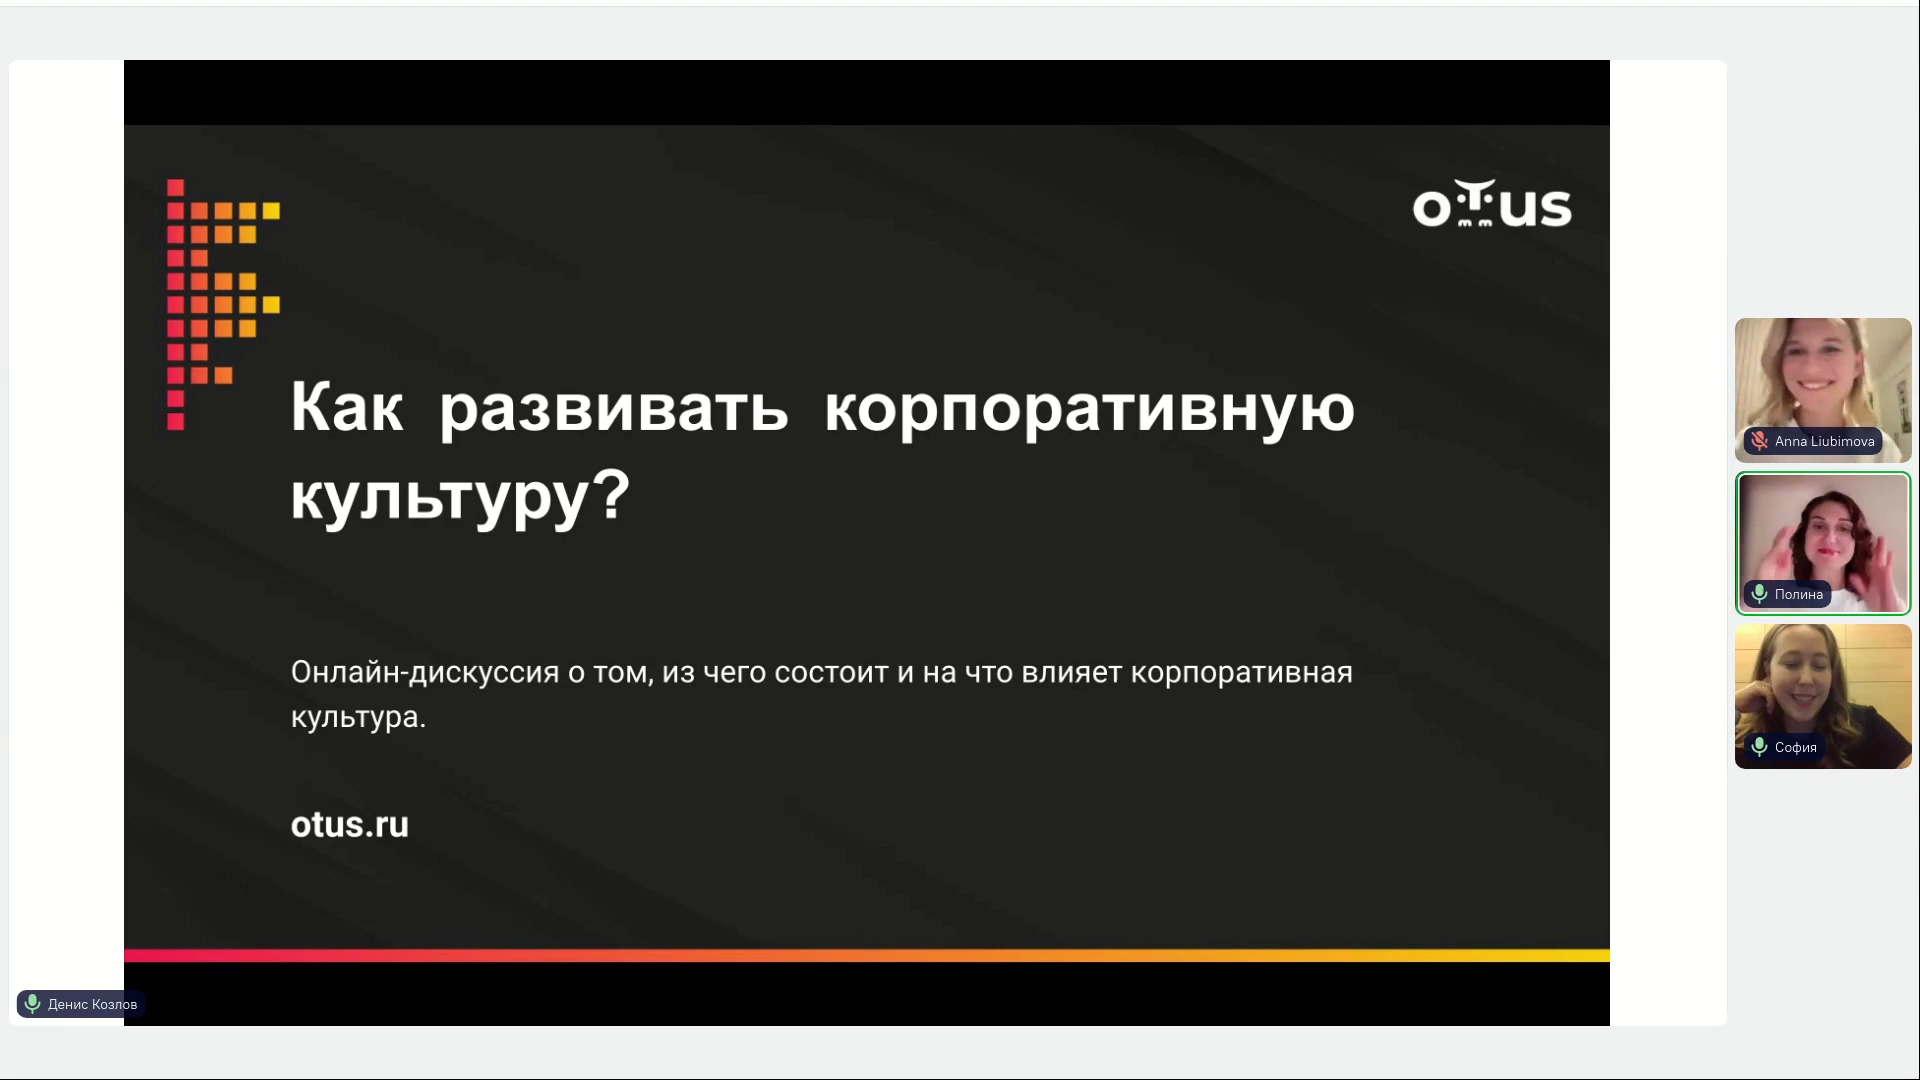 otus
Как развивать корпоративную
культуру?
Онлайн-дискуссия о том, из чего состоит и на что влияет корпоративная
культура.
otus.ru
Денис Козлов
Anna Liubimova
Полина
София